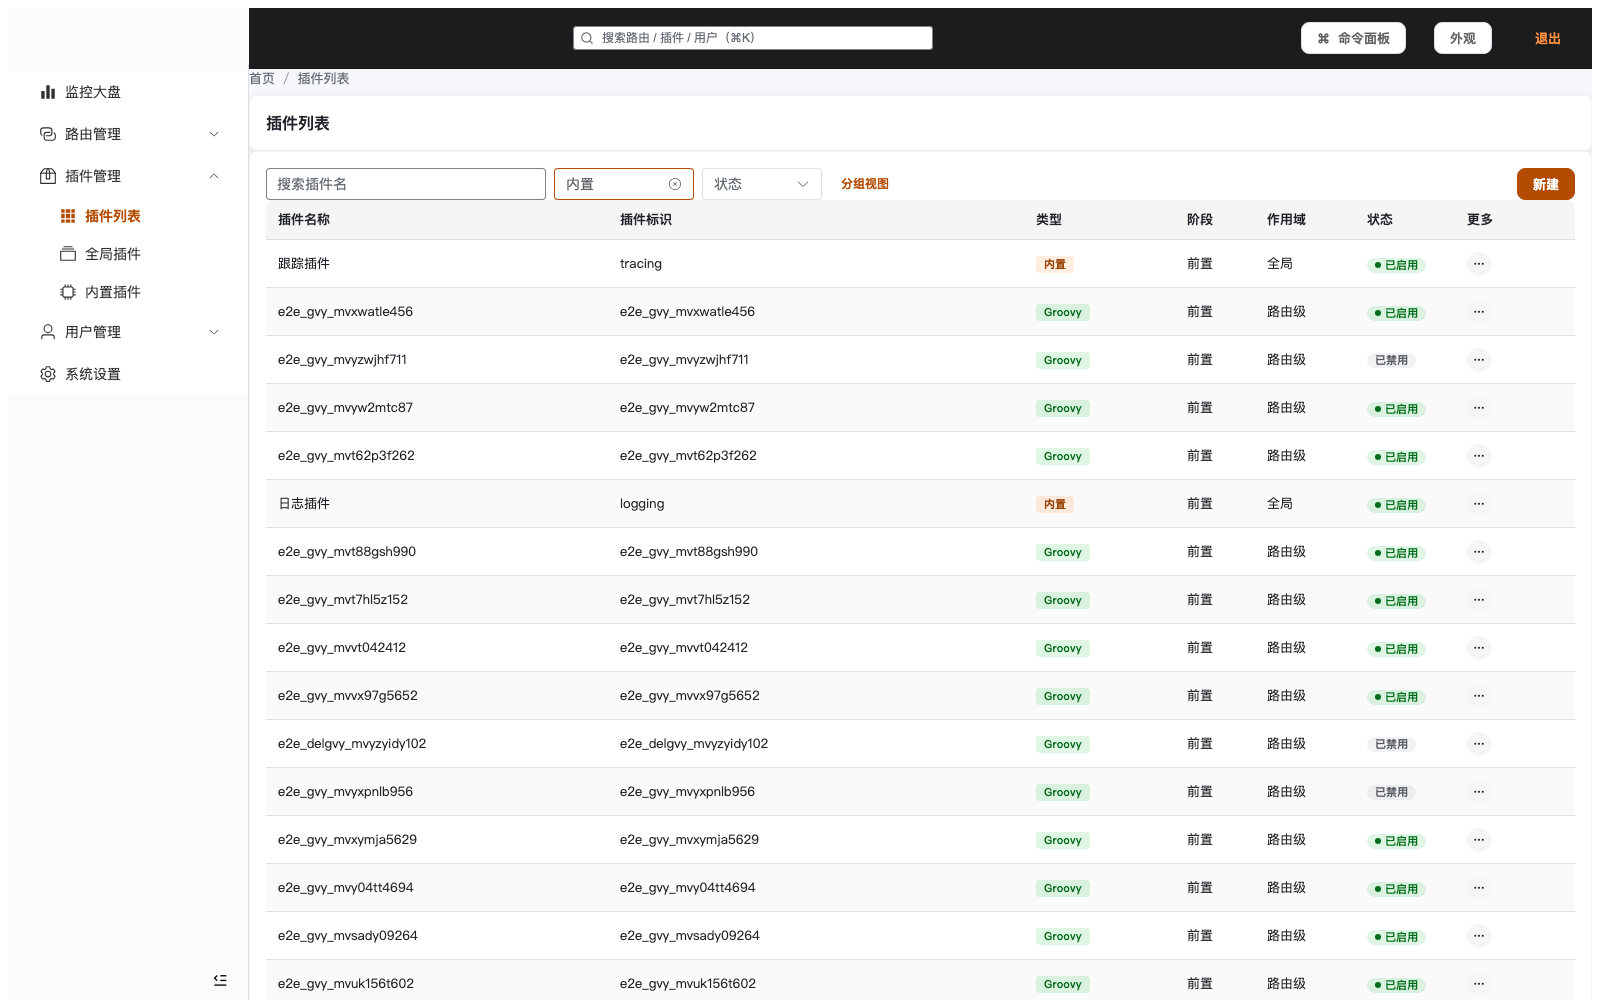 搜索路由 / 插件 / 用户（⌘K）
⌘ 命令面板
外观
退出
监控大盘
路由管理
插件管理
插件列表
全局插件
内置插件
用户管理
系统设置
首页 / 插件列表
插件列表
搜索插件名 内置 状态 分组视图 新建
插件名称 插件标识 类型 阶段 作用域 状态 更多
跟踪插件 tracing 内置 前置 全局 已启用 ···
e2e_gvy_mvxwatle456 e2e_gvy_mvxwatle456 Groovy 前置 路由级 已启用 ···
e2e_gvy_mvyzwjhf711 e2e_gvy_mvyzwjhf711 Groovy 前置 路由级 已禁用 ···
e2e_gvy_mvyw2mtc87 e2e_gvy_mvyw2mtc87 Groovy 前置 路由级 已启用 ···
e2e_gvy_mvt62p3f262 e2e_gvy_mvt62p3f262 Groovy 前置 路由级 已启用 ···
日志插件 logging 内置 前置 全局 已启用 ···
e2e_gvy_mvt88gsh990 e2e_gvy_mvt88gsh990 Groovy 前置 路由级 已启用 ···
e2e_gvy_mvt7hl5z152 e2e_gvy_mvt7hl5z152 Groovy 前置 路由级 已启用 ···
e2e_gvy_mvvt042412 e2e_gvy_mvvt042412 Groovy 前置 路由级 已启用 ···
e2e_gvy_mvvx97g5652 e2e_gvy_mvvx97g5652 Groovy 前置 路由级 已启用 ···
e2e_delgvy_mvyzyidy102 e2e_delgvy_mvyzyidy102 Groovy 前置 路由级 已禁用 ···
e2e_gvy_mvyxpnlb956 e2e_gvy_mvyxpnlb956 Groovy 前置 路由级 已禁用 ···
e2e_gvy_mvxymja5629 e2e_gvy_mvxymja5629 Groovy 前置 路由级 已启用 ···
e2e_gvy_mvy04tt4694 e2e_gvy_mvy04tt4694 Groovy 前置 路由级 已启用 ···
e2e_gvy_mvsady09264 e2e_gvy_mvsady09264 Groovy 前置 路由级 已启用 ···
e2e_gvy_mvuk156t602 e2e_gvy_mvuk156t602 Groovy 前置 路由级 已启用 ···